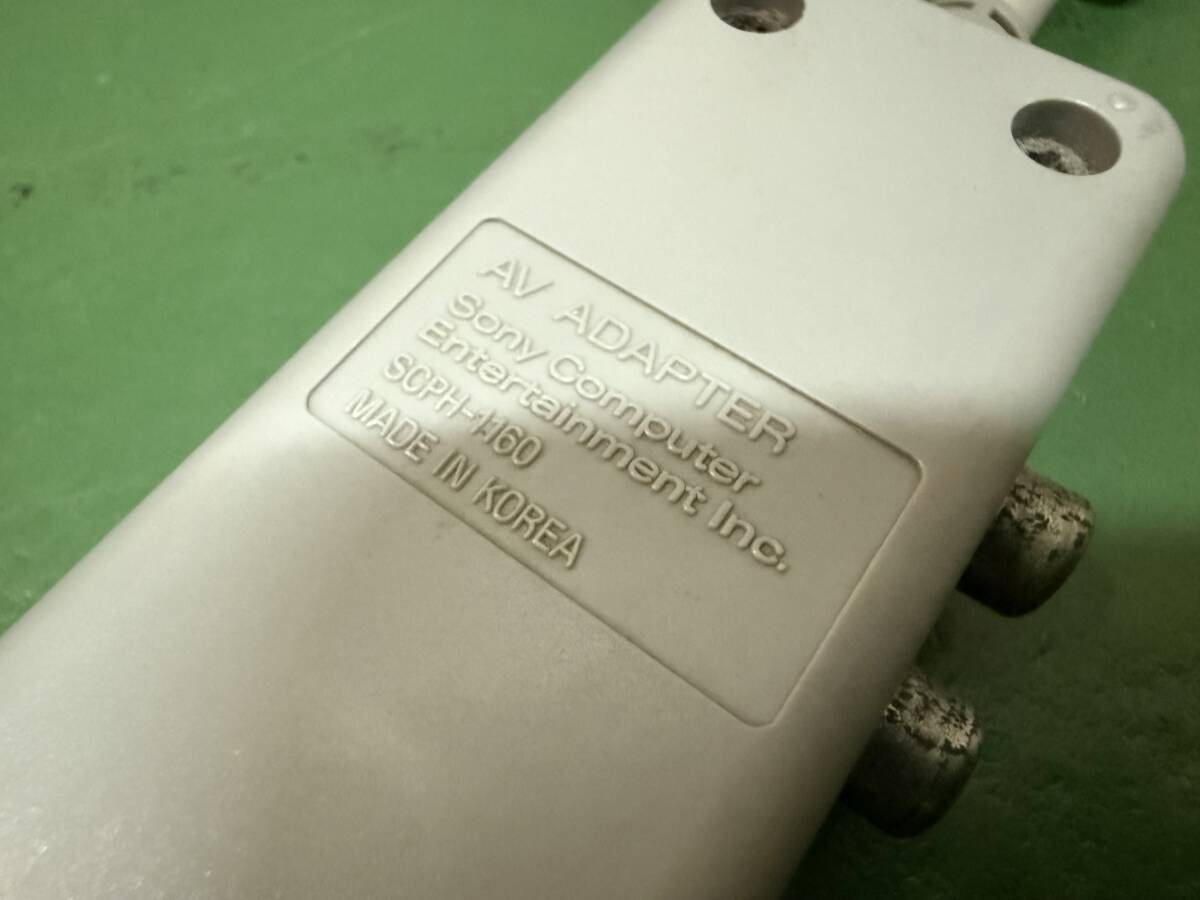 AV ADAPTER
Sony Computer
Entertainment Inc.
SCPH-1160
MADE IN KOREA